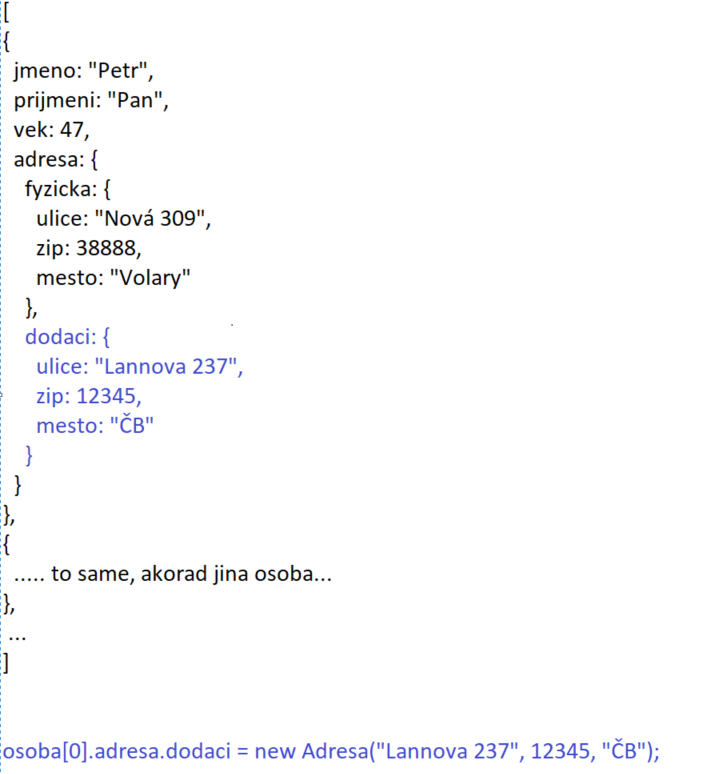 [
{
jmeno: "Petr",
prijmeni: "Pan",
vek: 47,
adresa: {
fyzicka: {
ulice: "Nová 309",
zip: 38888,
mesto: "Volary"
},
dodaci: {
ulice: "Lannova 237",
zip: 12345,
mesto: "ČB"
}
}
},
{
..... to same, akorad jina osoba...
},
...
]
osoba[0].adresa.dodaci = new Adresa("Lannova 237", 12345, "ČB");